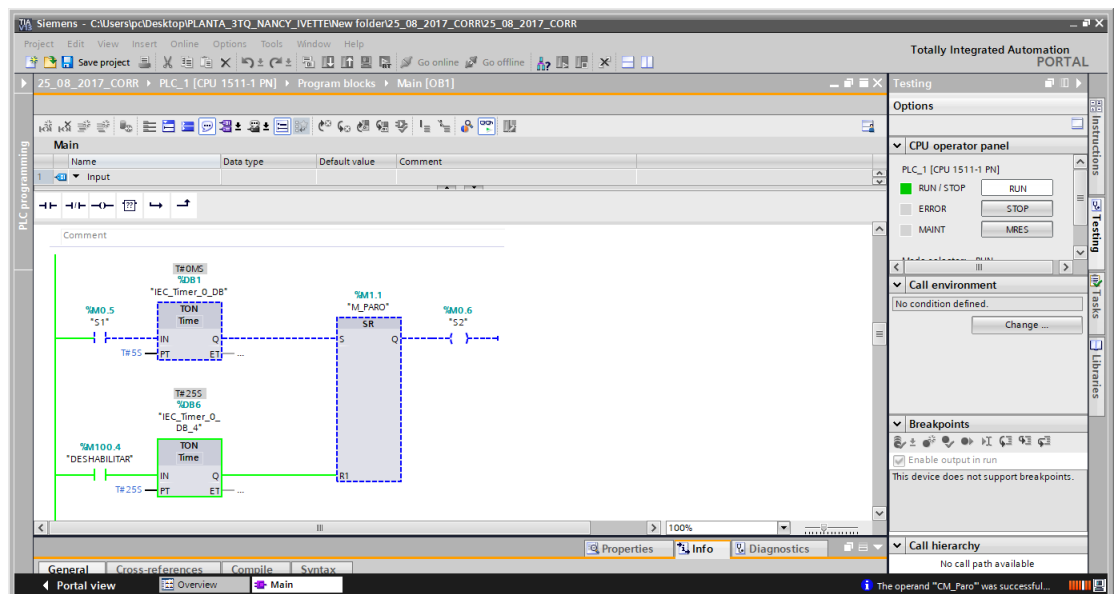 Siemens - C:\Users\pc\Desktop\PLANTA_3TQ_NANCY_IVETTE\New folder\25_08_2017_CORR\25_08_2017_CORR
Project Edit View Insert Online Options Tools Window Help
Totally Integrated Automation
PORTAL
Save project
Go online
Go offline
25_08_2017_CORR PLC_1 [CPU 1511-1 PN] Program blocks Main [OB1]
Testing
Options
Main
Name Data type Default value Comment
1 Input
CPU operator panel
PLC_1 [CPU 1511-1 PN]
RUN / STOP RUN
ERROR STOP
MAINT MRES
PLC programming
Comment
T#0MS
%DB1
"IEC_Timer_0_DB"
%M0.5
"S1"
TON
Time
IN Q
T#5S PT ET ...
%M1.1
"M_PARO"
SR
S Q
R1
%M0.6
"S2"
T#25S
%DB6
"IEC_Timer_0_
DB_4"
%M100.4
"DESHABILITAR"
TON
Time
IN Q
T#25S PT ET ...
Call environment
No condition defined.
Change ...
Breakpoints
Enable output in run
This device does not support breakpoints.
Call hierarchy
No call path available
Instructions
Testing
Tasks
Libraries
100%
Properties Info Diagnostics
General Cross-references Compile Syntax
Portal view Overview Main
The operand '"CM_Paro"' was successful...